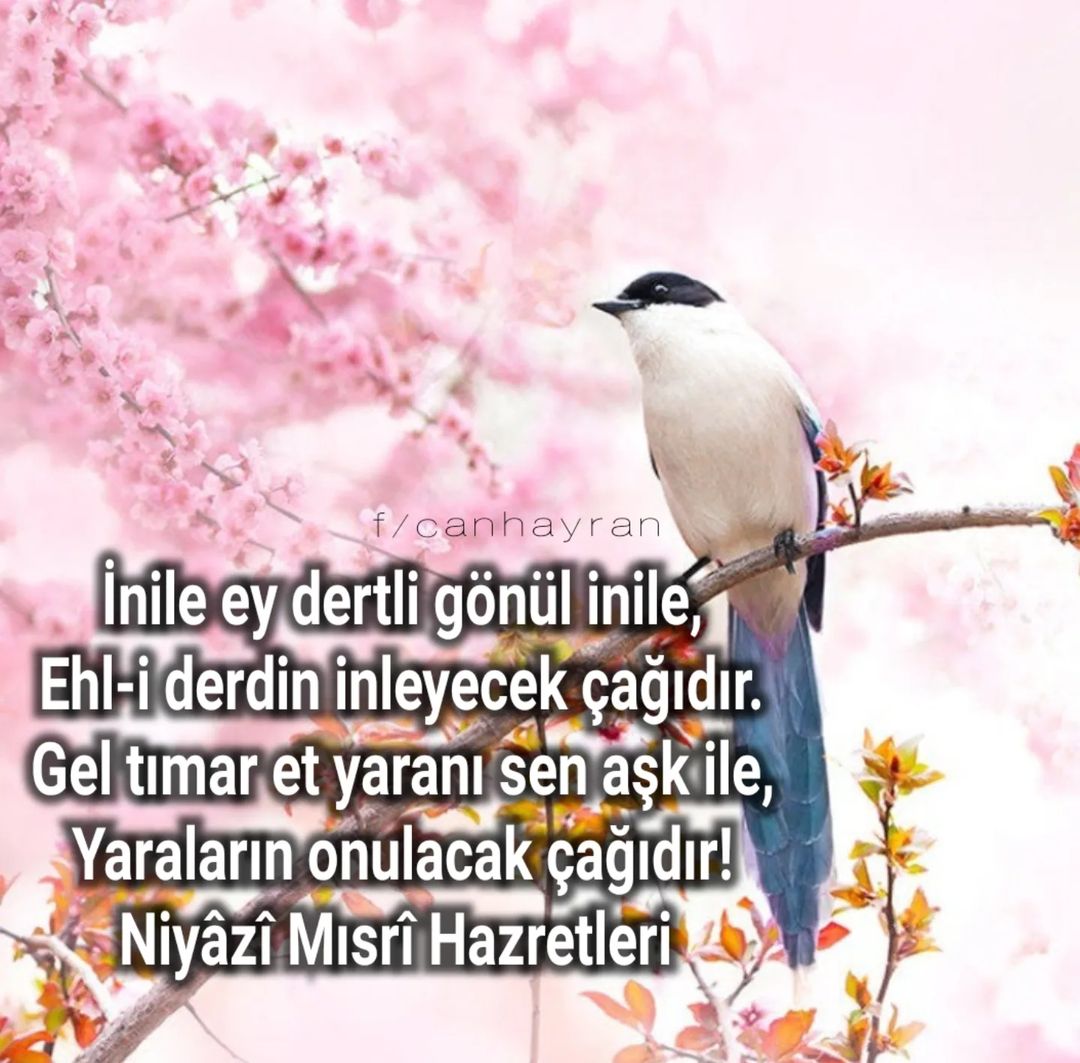 f/canhayran
İnile ey dertli gönül inile,
Ehl-i derdin inleyecek çağıdır.
Gel tımar et yaranı sen aşk ile,
Yaraların onulacak çağıdır!
Niyâzî Mısrî Hazretleri